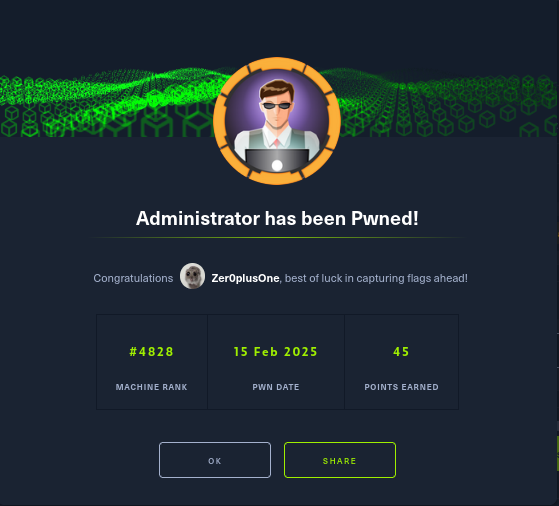 Administrator has been Pwned!
Congratulations Zer0plusOne, best of luck in capturing flags ahead!
#4828 15 Feb 2025 45
MACHINE RANK PWN DATE POINTS EARNED
OK SHARE